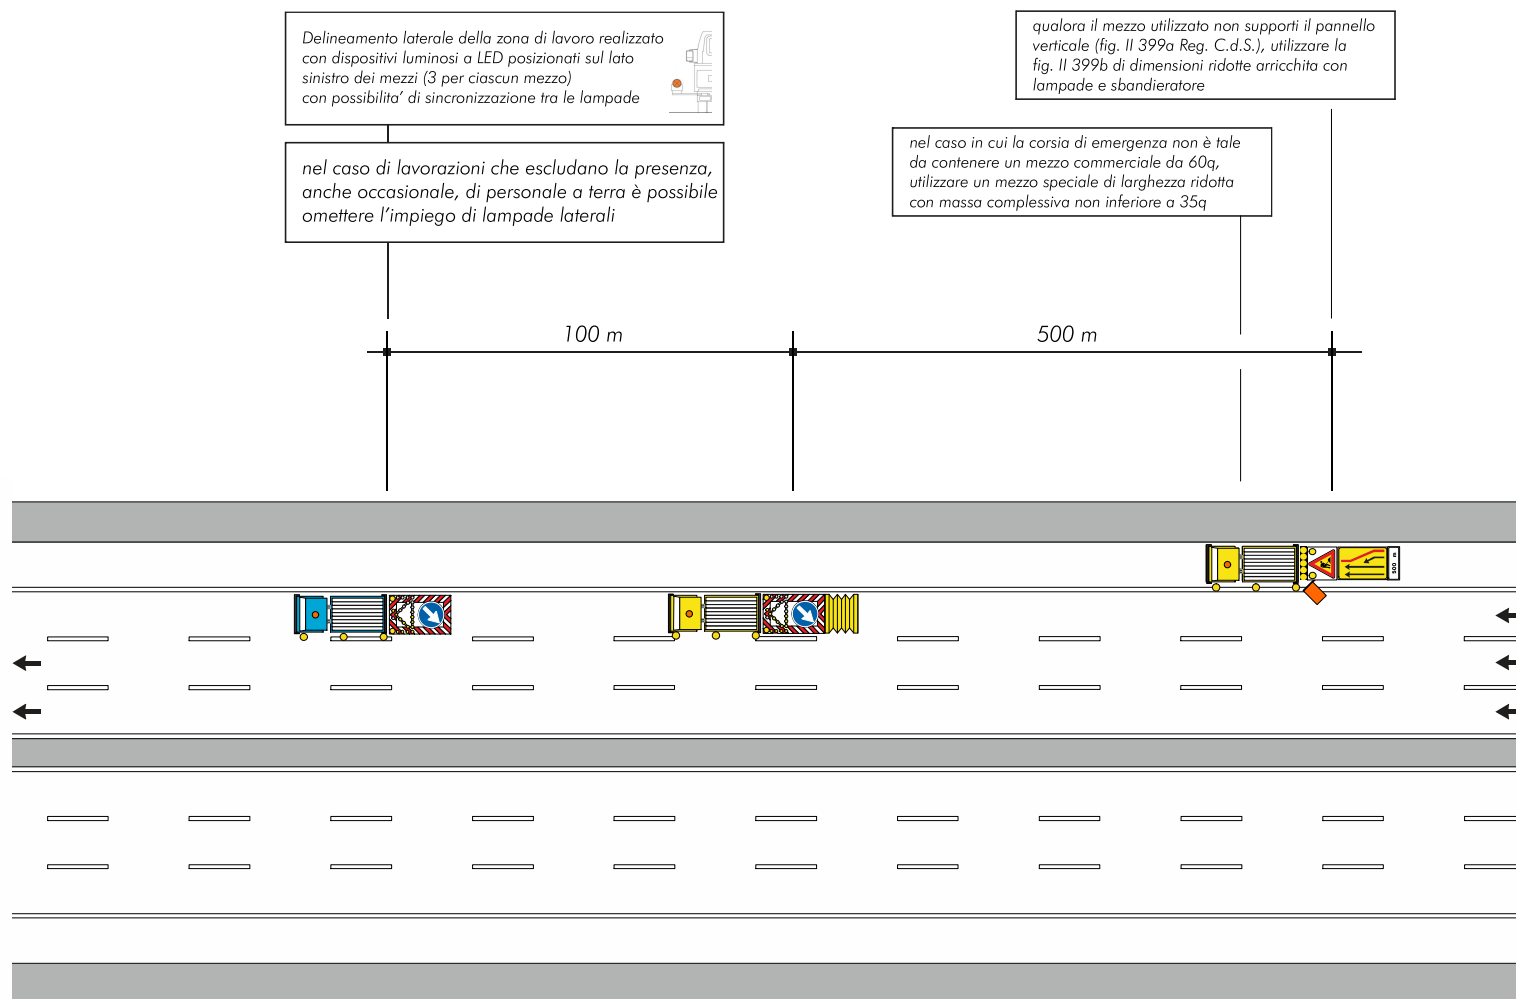 Delineamento laterale della zona di lavoro realizzato
con dispositivi luminosi a LED posizionati sul lato
sinistro dei mezzi (3 per ciascun mezzo)
con possibilita’ di sincronizzazione tra le lampade
nel caso di lavorazioni che escludano la presenza,
anche occasionale, di personale a terra è possibile
omettere l’impiego di lampade laterali
qualora il mezzo utilizzato non supporti il pannello
verticale (fig. II 399a Reg. C.d.S.), utilizzare la
fig. II 399b di dimensioni ridotte arricchita con
lampade e sbandieratore
nel caso in cui la corsia di emergenza non è tale
da contenere un mezzo commerciale da 60q,
utilizzare un mezzo speciale di larghezza ridotta
con massa complessiva non inferiore a 35q
100 m
500 m
500 m